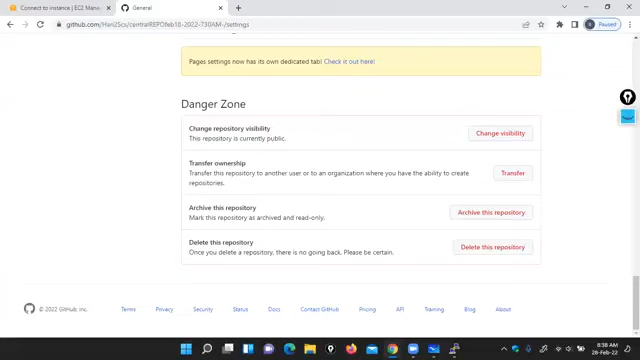 Connect to instance | EC2 Manag
General
github.com/Hari2Scs/centralREPOfeb18-2022-730AM-/settings
Paused
Pages settings now has its own dedicated tab! Check it out here!
Danger Zone
Change repository visibility
This repository is currently public.
Change visibility
Transfer ownership
Transfer this repository to another user or to an organization where you have the ability to create
repositories.
Transfer
Archive this repository
Mark this repository as archived and read-only.
Archive this repository
Delete this repository
Once you delete a repository, there is no going back. Please be certain.
Delete this repository
© 2022 GitHub, Inc.
Terms
Privacy
Security
Status
Docs
Contact GitHub
Pricing
API
Training
Blog
About
8:38 AM
28-Feb-22